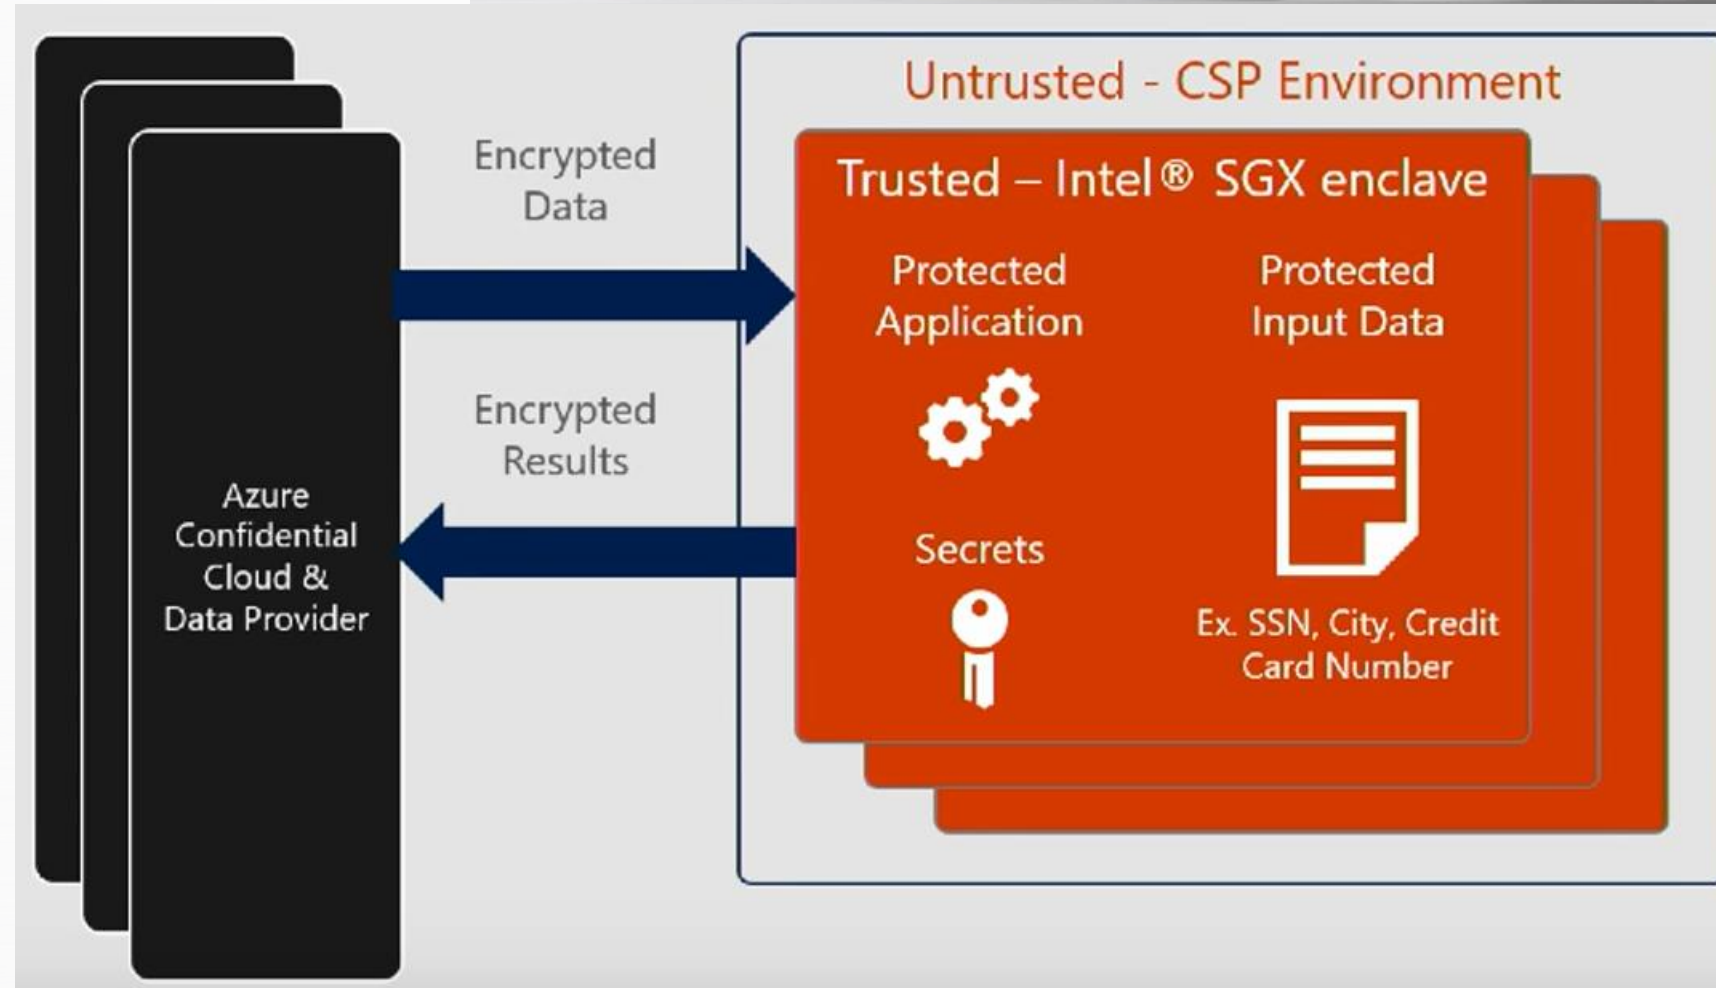 Untrusted - CSP Environment
Trusted – Intel® SGX enclave
Encrypted
Data
Protected
Application
Protected
Input Data
Encrypted
Results
Azure
Confidential
Cloud &
Data Provider
Secrets
Ex. SSN, City, Credit
Card Number